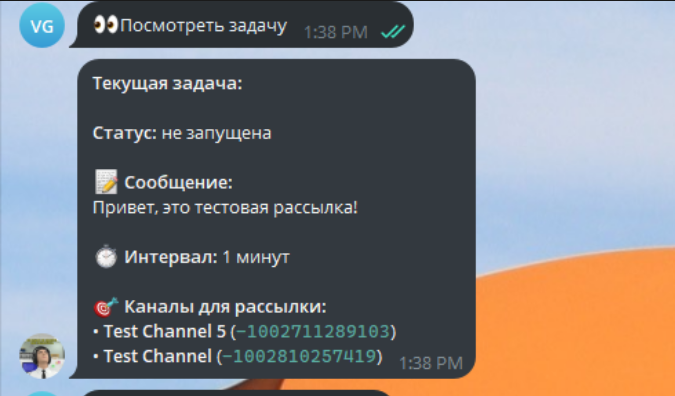 VG
👀Посмотреть задачу 1:38 PM
Текущая задача:
Статус: не запущена
📝 Сообщение:
Привет, это тестовая рассылка!
⏱ Интервал: 1 минут
🎯 Каналы для рассылки:
• Test Channel 5 (-1002711289103)
• Test Channel (-1002810257419) 1:38 PM